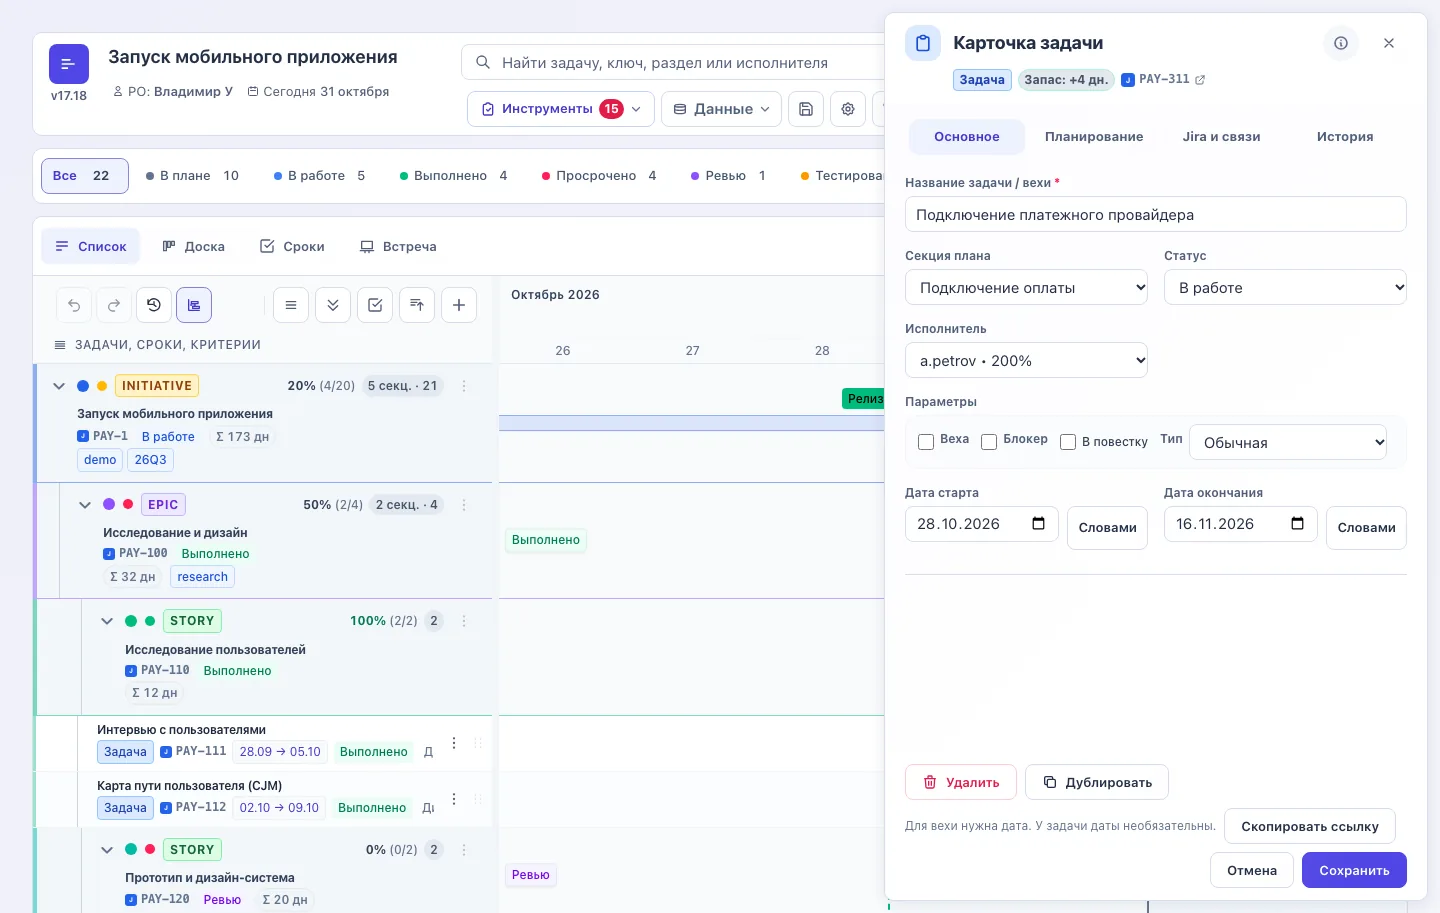 Запуск мобильного приложения
v17.18
PO: Владимир У
Сегодня 31 октября
Найти задачу, ключ, раздел или исполнителя
Инструменты 15
Данные
Все 22
В плане 10
В работе 5
Выполнено 4
Просрочено 4
Ревью 1
Список
Доска
Сроки
Встреча
ЗАДАЧИ, СРОКИ, КРИТЕРИИ
Октябрь 2026
26 27 28
INITIATIVE 20% (4/20) 5 секц. · 21
Запуск мобильного приложения
PAY-1 В работе Σ 173 дн
demo 26Q3
EPIC 50% (2/4) 2 секц. · 4
Исследование и дизайн
PAY-100 Выполнено
Σ 32 дн research
Выполнено
STORY 100% (2/2) 2
Исследование пользователей
PAY-110 Выполнено
Σ 12 дн
Интервью с пользователями
Задача PAY-111 28.09 → 05.10 Выполнено
Карта пути пользователя (CJM)
Задача PAY-112 02.10 → 09.10 Выполнено
STORY 0% (0/2) 2
Прототип и дизайн-система
PAY-120 Ревью Σ 20 дн
Ревью
Карточка задачи
Задача Запас: +4 дн. PAY-311
Основное
Планирование
Jira и связи
История
Название задачи / вехи *
Подключение платежного провайдера
Секция плана
Подключение оплаты
Статус
В работе
Исполнитель
a.petrov • 200%
Параметры
Веха
Блокер
В повестку
Тип
Обычная
Дата старта
28.10.2026
Словами
Дата окончания
16.11.2026
Словами
Удалить
Дублировать
Для вехи нужна дата. У задачи даты необязательны.
Скопировать ссылку
Отмена
Сохранить